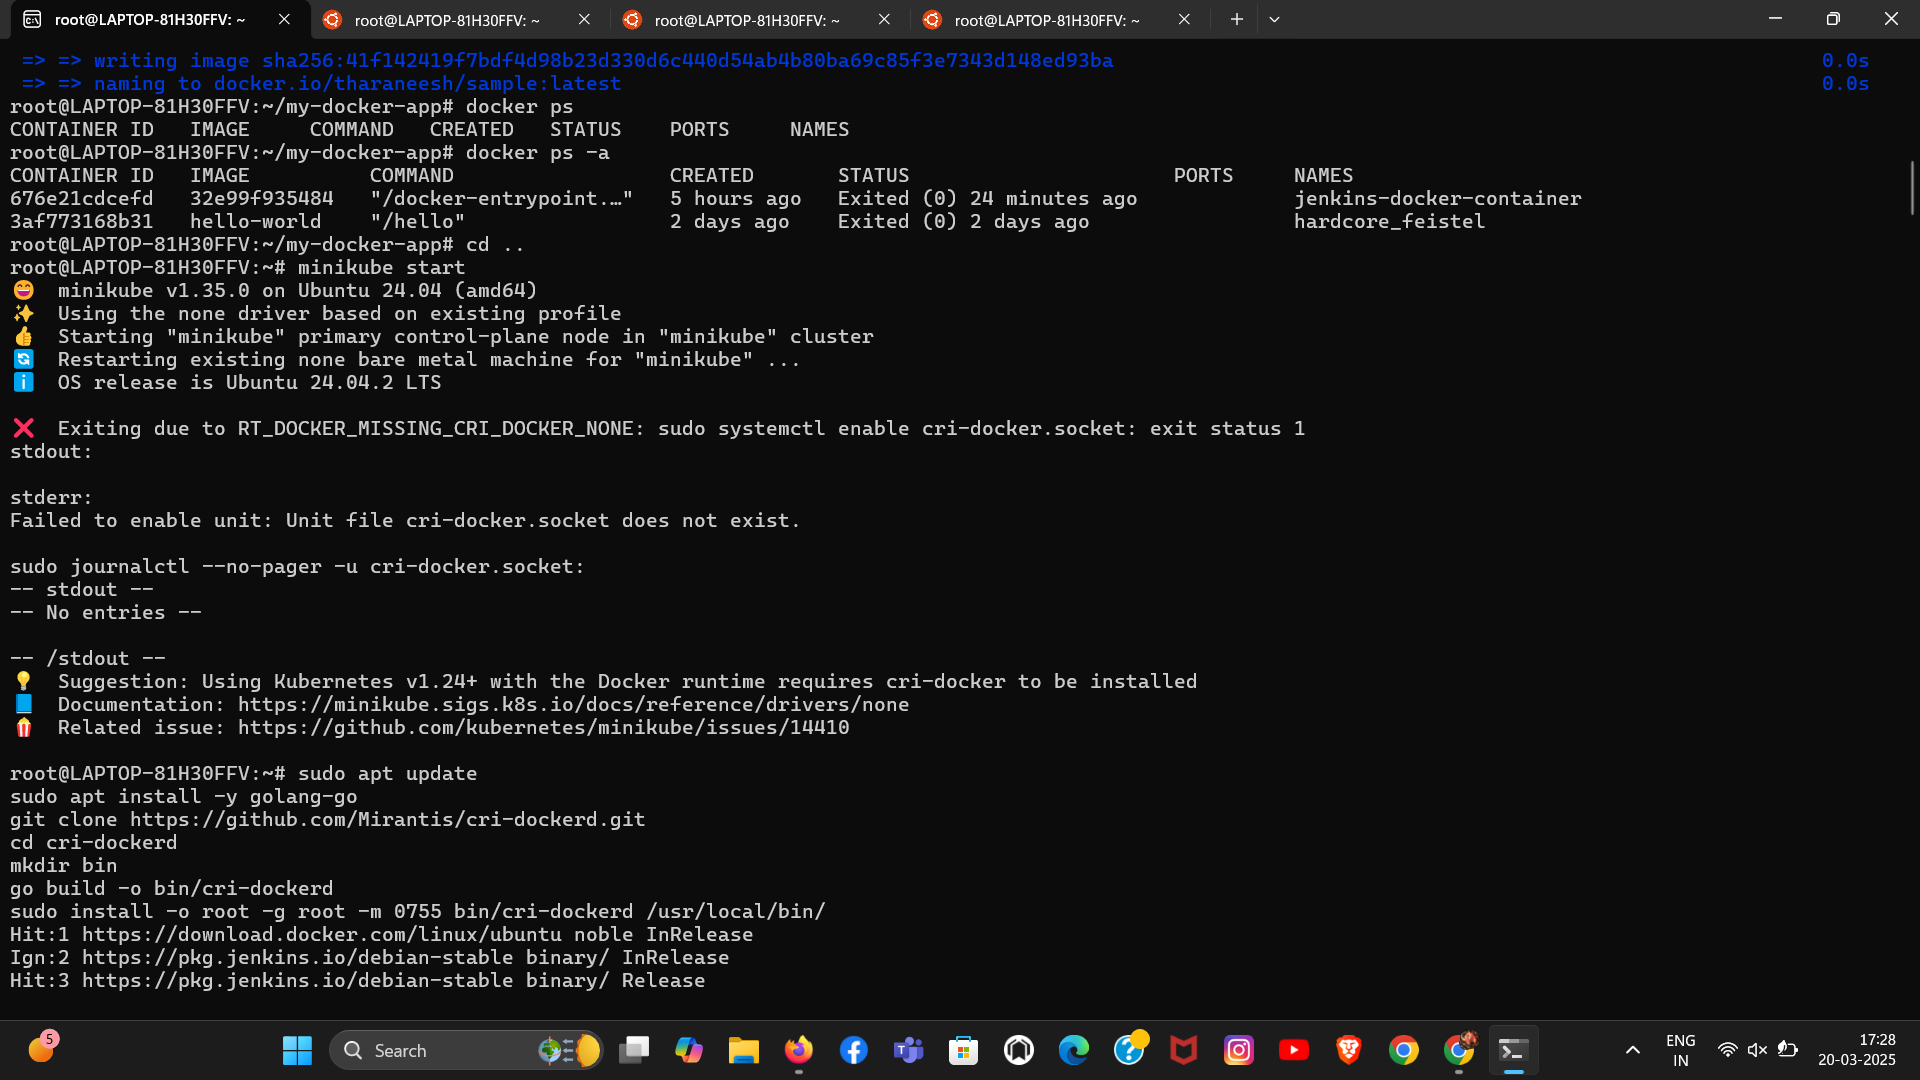 root@LAPTOP-81H30FFV: ~
root@LAPTOP-81H30FFV: ~
root@LAPTOP-81H30FFV: ~
root@LAPTOP-81H30FFV: ~
=> => writing image sha256:41f142419f7bdf4d98b23d330d6c440d54ab4b80ba69c85f3e7343d148ed93ba 0.0s
=> => naming to docker.io/tharaneesh/sample:latest 0.0s
root@LAPTOP-81H30FFV:~/my-docker-app# docker ps
CONTAINER ID IMAGE COMMAND CREATED STATUS PORTS NAMES
root@LAPTOP-81H30FFV:~/my-docker-app# docker ps -a
CONTAINER ID IMAGE COMMAND CREATED STATUS PORTS NAMES
676e21cdcefd 32e99f935484 "/docker-entrypoint.…" 5 hours ago Exited (0) 24 minutes ago jenkins-docker-container
3af773168b31 hello-world "/hello" 2 days ago Exited (0) 2 days ago hardcore_feistel
root@LAPTOP-81H30FFV:~/my-docker-app# cd ..
root@LAPTOP-81H30FFV:~# minikube start
😄 minikube v1.35.0 on Ubuntu 24.04 (amd64)
✨ Using the none driver based on existing profile
👍 Starting "minikube" primary control-plane node in "minikube" cluster
🔄 Restarting existing none bare metal machine for "minikube" ...
ℹ️ OS release is Ubuntu 24.04.2 LTS
❌ Exiting due to RT_DOCKER_MISSING_CRI_DOCKER_NONE: sudo systemctl enable cri-docker.socket: exit status 1
stdout:
stderr:
Failed to enable unit: Unit file cri-docker.socket does not exist.
sudo journalctl --no-pager -u cri-docker.socket:
-- stdout --
-- No entries --
-- /stdout --
💡 Suggestion: Using Kubernetes v1.24+ with the Docker runtime requires cri-docker to be installed
📘 Documentation: https://minikube.sigs.k8s.io/docs/reference/drivers/none
🍿 Related issue: https://github.com/kubernetes/minikube/issues/14410
root@LAPTOP-81H30FFV:~# sudo apt update
sudo apt install -y golang-go
git clone https://github.com/Mirantis/cri-dockerd.git
cd cri-dockerd
mkdir bin
go build -o bin/cri-dockerd
sudo install -o root -g root -m 0755 bin/cri-dockerd /usr/local/bin/
Hit:1 https://download.docker.com/linux/ubuntu noble InRelease
Ign:2 https://pkg.jenkins.io/debian-stable binary/ InRelease
Hit:3 https://pkg.jenkins.io/debian-stable binary/ Release
5
Search
ENG
IN
17:28
20-03-2025